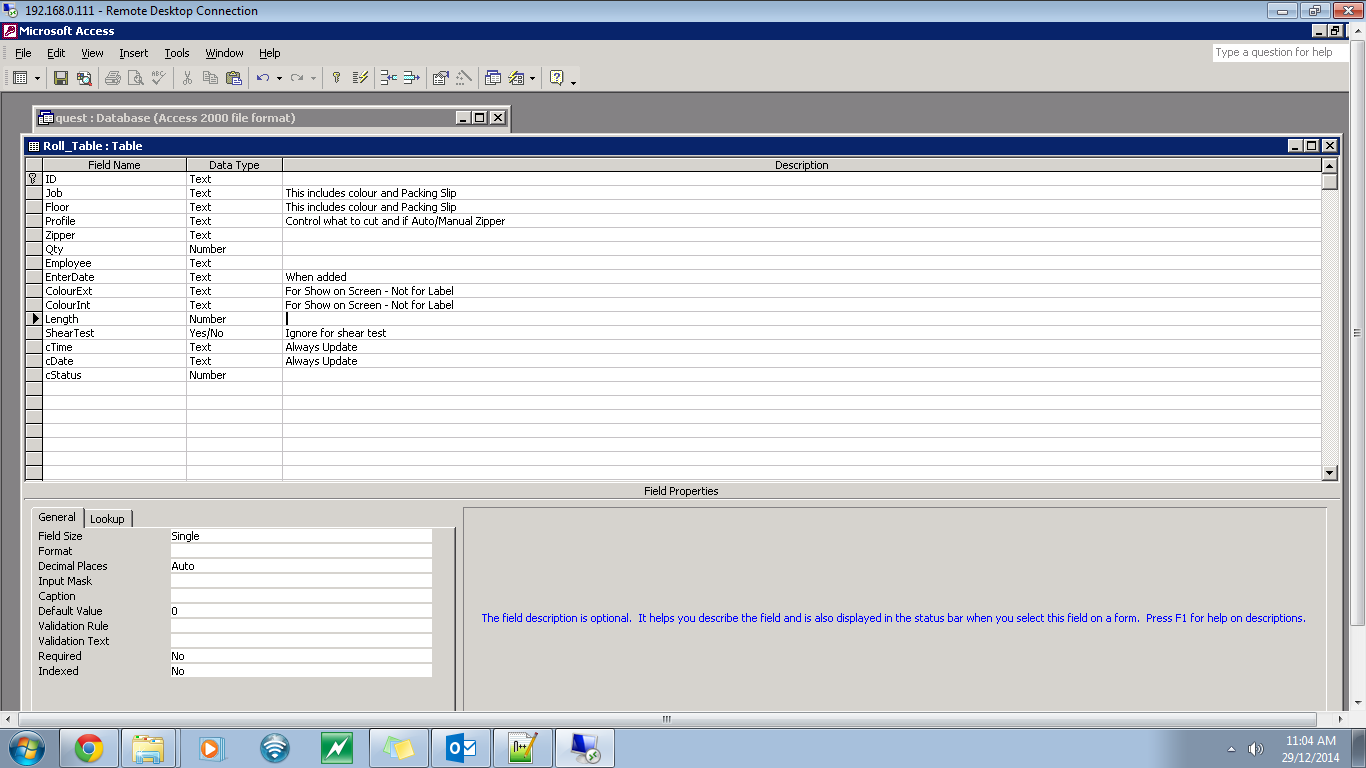 192.168.0.111 - Remote Desktop Connection
Microsoft Access
File Edit View Insert Tools Window Help
Type a question for help
quest : Database (Access 2000 file format)
Roll_Table : Table
Field Name Data Type Description
ID Text
Job Text This includes colour and Packing Slip
Floor Text This includes colour and Packing Slip
Profile Text Control what to cut and if Auto/Manual Zipper
Zipper Text
Qty Number
Employee Text
EnterDate Text When added
ColourExt Text For Show on Screen - Not for Label
ColourInt Text For Show on Screen - Not for Label
Length Number
ShearTest Yes/No Ignore for shear test
cTime Text Always Update
cDate Text Always Update
cStatus Number
Field Properties
General Lookup
Field Size Single
Format
Decimal Places Auto
Input Mask
Caption
Default Value 0
Validation Rule
Validation Text
Required No
Indexed No
The field description is optional. It helps you describe the field and is also displayed in the status bar when you select this field on a form. Press F1 for help on descriptions.
11:04 AM
29/12/2014